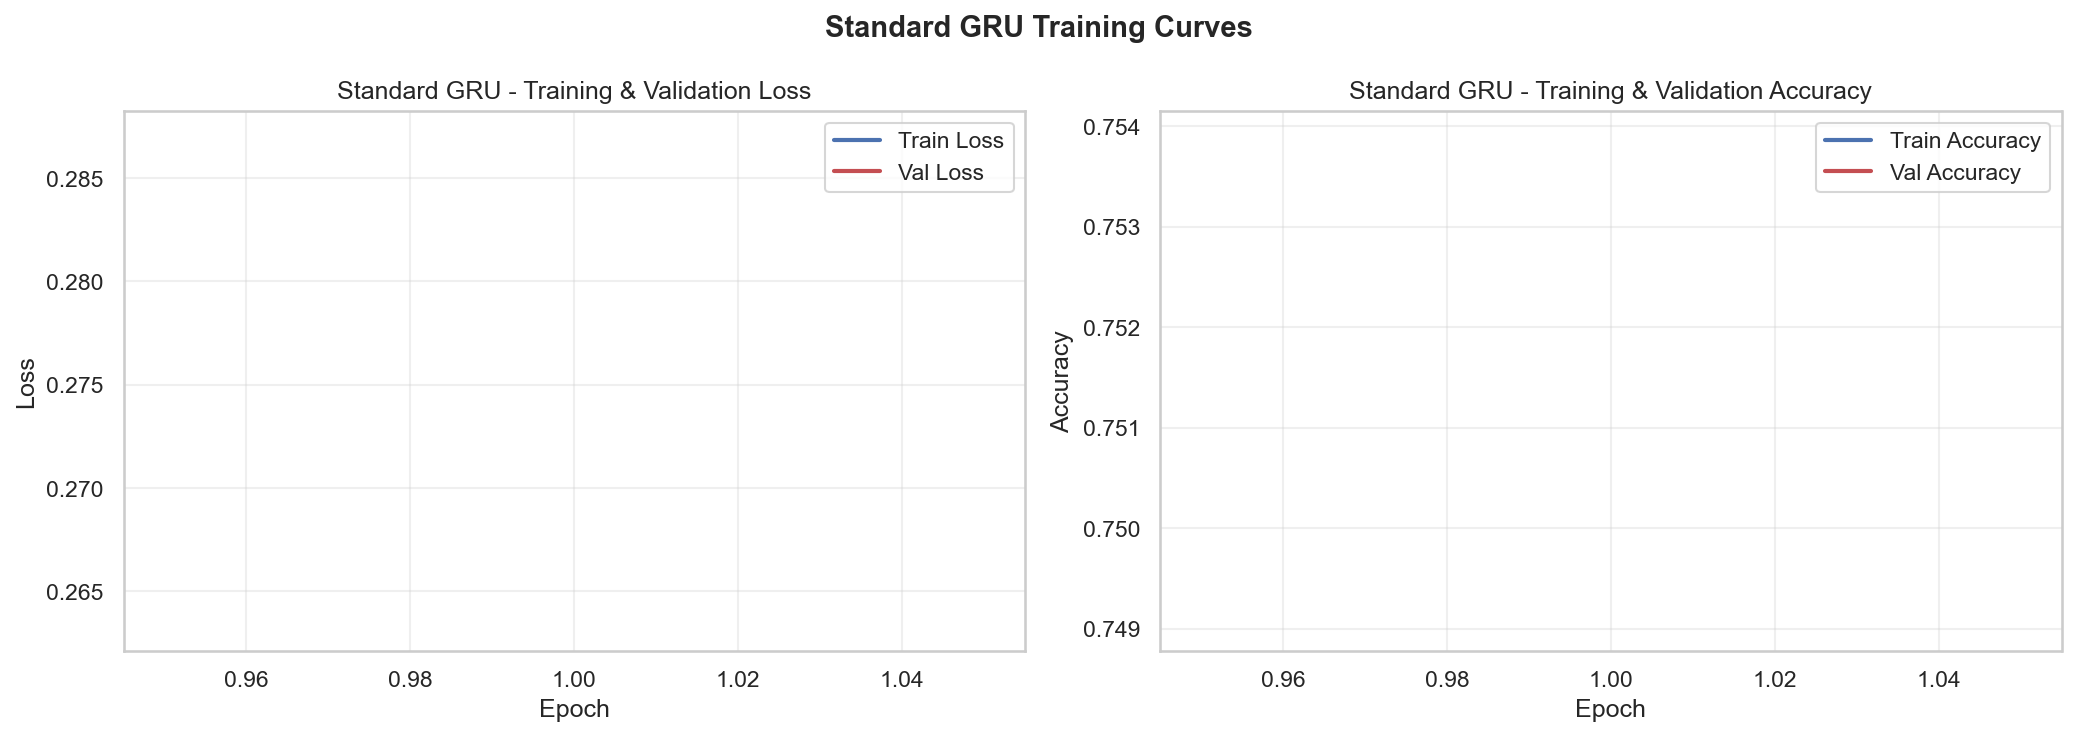 Standard GRU Training Curves
Standard GRU - Training & Validation Loss
Train Loss
Val Loss
0.285
0.280
0.275
0.270
0.265
Loss
0.96 0.98 1.00 1.02 1.04
Epoch
Standard GRU - Training & Validation Accuracy
Train Accuracy
Val Accuracy
0.754
0.753
0.752
0.751
0.750
0.749
Accuracy
0.96 0.98 1.00 1.02 1.04
Epoch